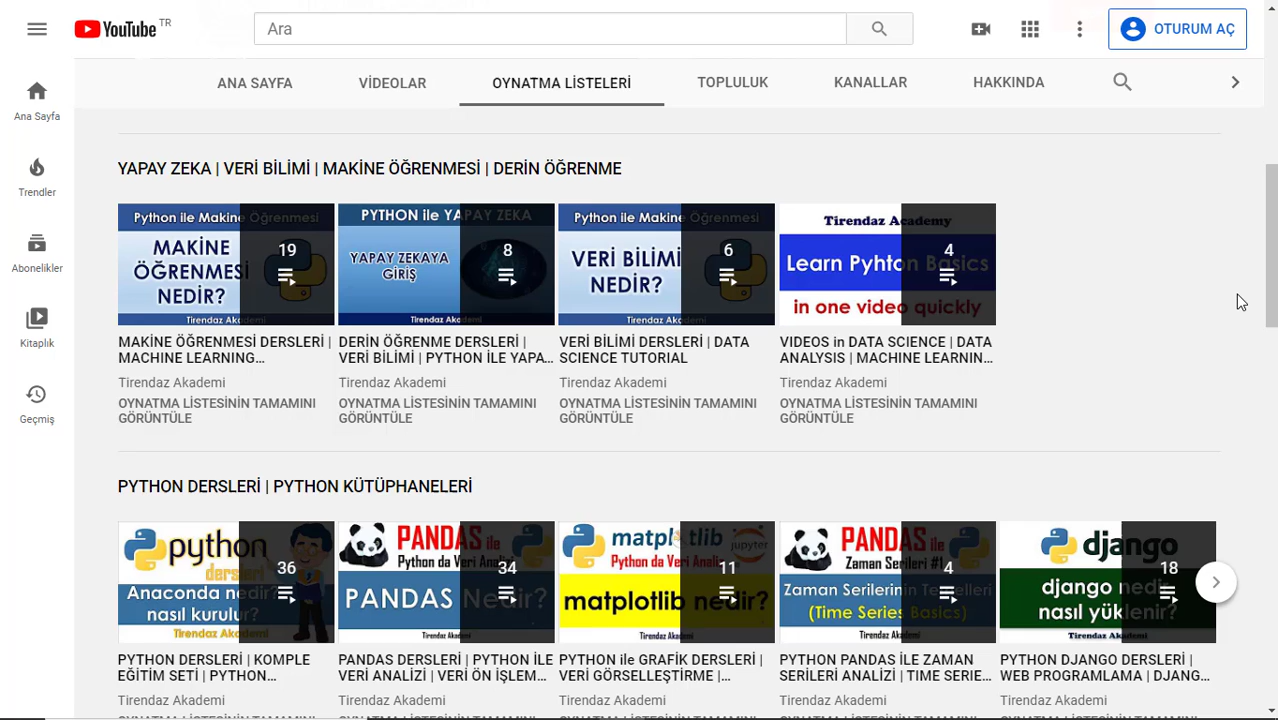 YouTube TR
Ara
OTURUM AÇ
ANA SAYFA
VİDEOLAR
OYNATMA LİSTELERİ
TOPLULUK
KANALLAR
HAKKINDA
Ana Sayfa
Trendler
Abonelikler
Kitaplık
Geçmiş
YAPAY ZEKA | VERİ BİLİMİ | MAKİNE ÖĞRENMESİ | DERİN ÖĞRENME
Python ile Makine Öğrenmesi
MAKİNE
ÖĞRENMESİ
NEDİR?
Tirendaz Akademi
19
MAKİNE ÖĞRENMESİ DERSLERİ |
MACHINE LEARNING...
Tirendaz Akademi
OYNATMA LİSTESİNİN TAMAMINI
GÖRÜNTÜLE
PYTHON ile YAPAY ZEKA
YAPAY ZEKAYA
GİRİŞ
Tirendaz Akademi
8
DERİN ÖĞRENME DERSLERİ |
VERİ BİLİMİ | PYTHON İLE YAPA...
Tirendaz Akademi
OYNATMA LİSTESİNİN TAMAMINI
GÖRÜNTÜLE
Python ile Makine Öğrenmesi
VERİ BİLİMİ
NEDİR?
Tirendaz Akademi
6
VERİ BİLİMİ DERSLERİ | DATA
SCIENCE TUTORIAL
Tirendaz Akademi
OYNATMA LİSTESİNİN TAMAMINI
GÖRÜNTÜLE
Tirendaz Academy
Learn Pyhton Basics
in one video quickly
4
VIDEOS in DATA SCIENCE | DATA
ANALYSIS | MACHINE LEARNIN...
Tirendaz Akademi
OYNATMA LİSTESİNİN TAMAMINI
GÖRÜNTÜLE
PYTHON DERSLERİ | PYTHON KÜTÜPHANELERİ
python
dersleri
Anaconda nedir?
nasıl kurulur?
Tirendaz Akademi
36
PYTHON DERSLERİ | KOMPLE
EĞİTİM SETİ | PYTHON...
Tirendaz Akademi
PANDAS
Python da Veri Analizi
PANDAS Nedir?
Tirendaz Akademi
34
PANDAS DERSLERİ | PYTHON İLE
VERİ ANALİZİ | VERİ ÖN İŞLEM...
Tirendaz Akademi
matplotlib
Python da Veri Analizi
jupyter
matplotlib nedir?
Tirendaz Akademi
11
PYTHON ile GRAFİK DERSLERİ |
VERİ GÖRSELLEŞTİRME |...
Tirendaz Akademi
PANDAS ile
Zaman Serileri #1
Zaman Serilerinin Temelleri
(Time Series Basics)
Tirendaz Akademi
4
PYTHON PANDAS İLE ZAMAN
SERİLERİ ANALİZİ | TIME SERIE...
Tirendaz Akademi
django
django nedir
nasıl yüklenir?
Tirendaz Akademi
18
PYTHON DJANGO DERSLERİ |
WEB PROGRAMLAMA | DJANG...
Tirendaz Akademi